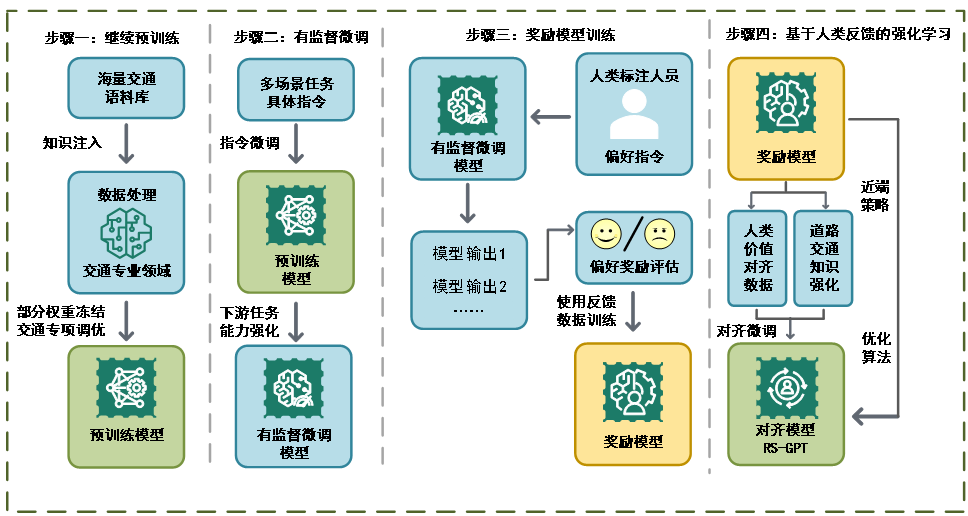 步骤一：继续预训练
海量交通
语料库
知识注入
数据处理
交通专业领域
部分权重冻结
交通专项调优
预训练模型
步骤二：有监督微调
多场景任务
具体指令
指令微调
预训练
模型
下游任务
能力强化
有监督微调
模型
步骤三：奖励模型训练
有监督微调
模型
人类标注人员
偏好指令
模型输出1
模型输出2
……
偏好奖励评估
使用反馈
数据训练
奖励模型
步骤四：基于人类反馈的强化学习
奖励模型
近端
策略
人类
价值
对齐
数据
道路
交通
知识
强化
对齐微调
优化
算法
对齐模型
RS-GPT